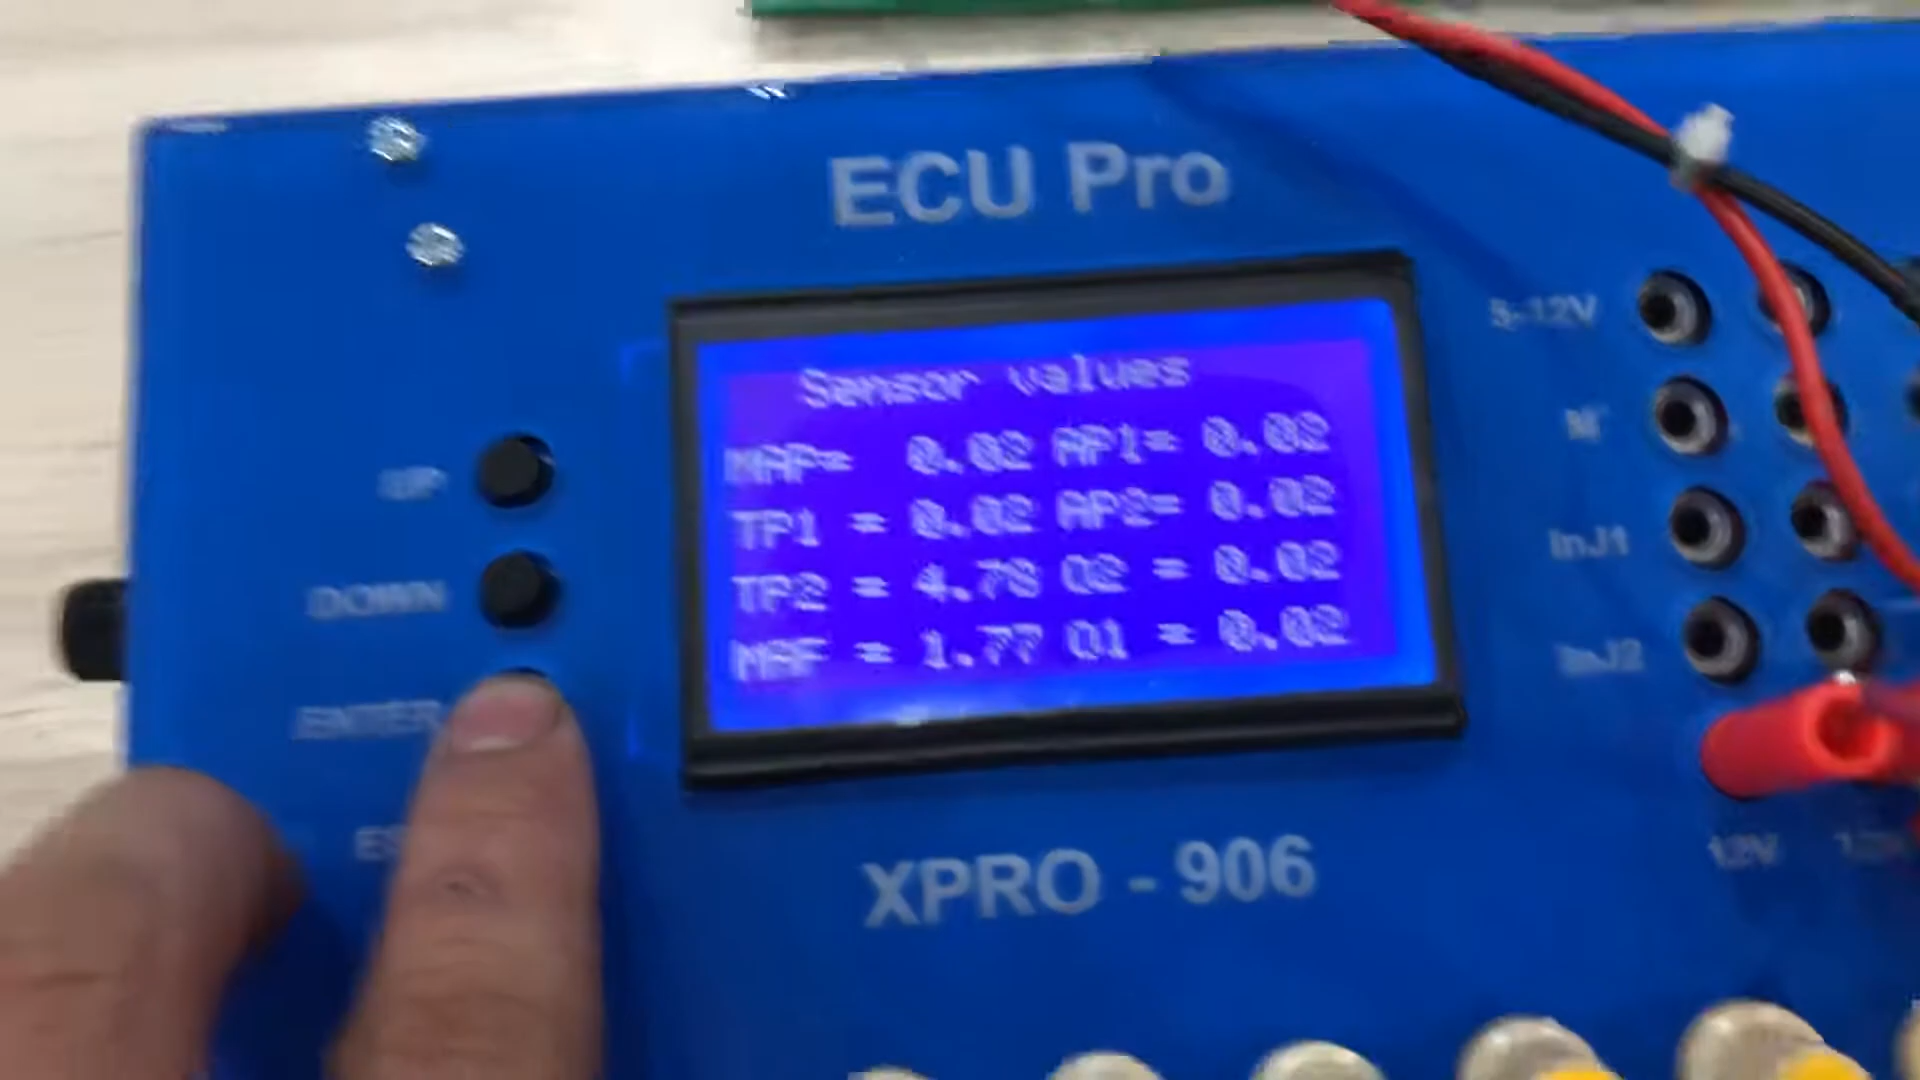 ECU Pro
Sensor values
MAP= 0.02 AP1= 0.02
TP1 = 0.02 AP2= 0.02
TP2 = 4.78 O2 = 0.02
MAF = 1.77 O1 = 0.02
UP
DOWN
ENTER
XPRO - 906
5-12V
InJ1
InJ2
12V